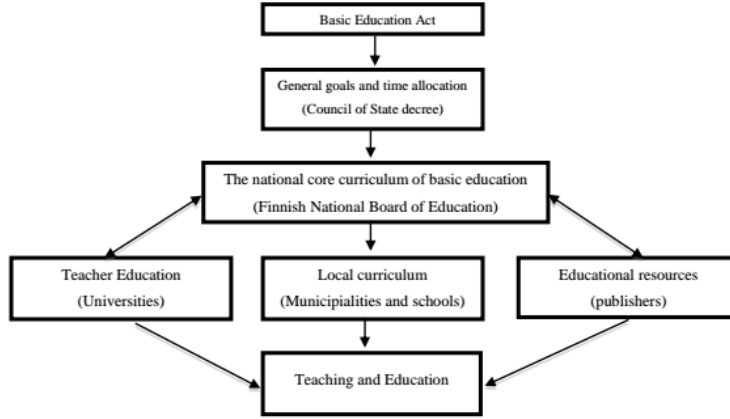 Basic Education Act
General goals and time allocation
(Council of State decree)
The national core curriculum of basic education
(Finnish National Board of Education)
Teacher Education
(Universities)
Local curriculum
(Municipialities and schools)
Educational resources
(publishers)
Teaching and Education